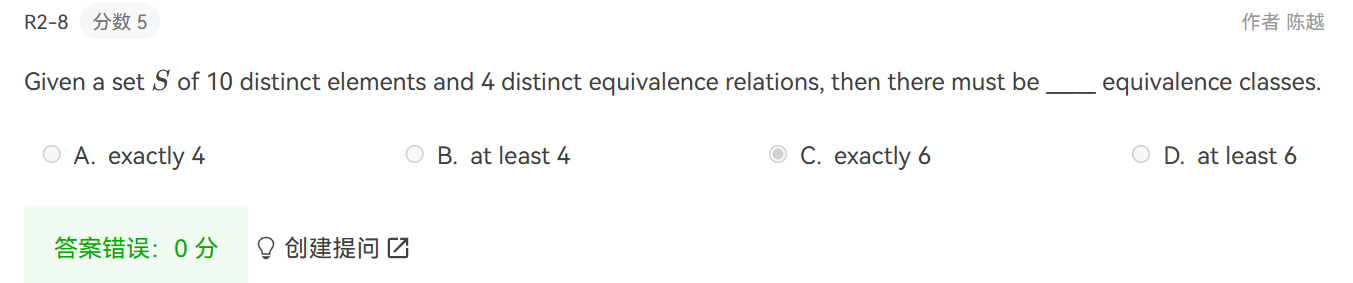 R2-8 分数 5 作者 陈越
Given a set S of 10 distinct elements and 4 distinct equivalence relations, then there must be _____ equivalence classes.
A. exactly 4 B. at least 4 C. exactly 6 D. at least 6
答案错误：0 分 创建提问